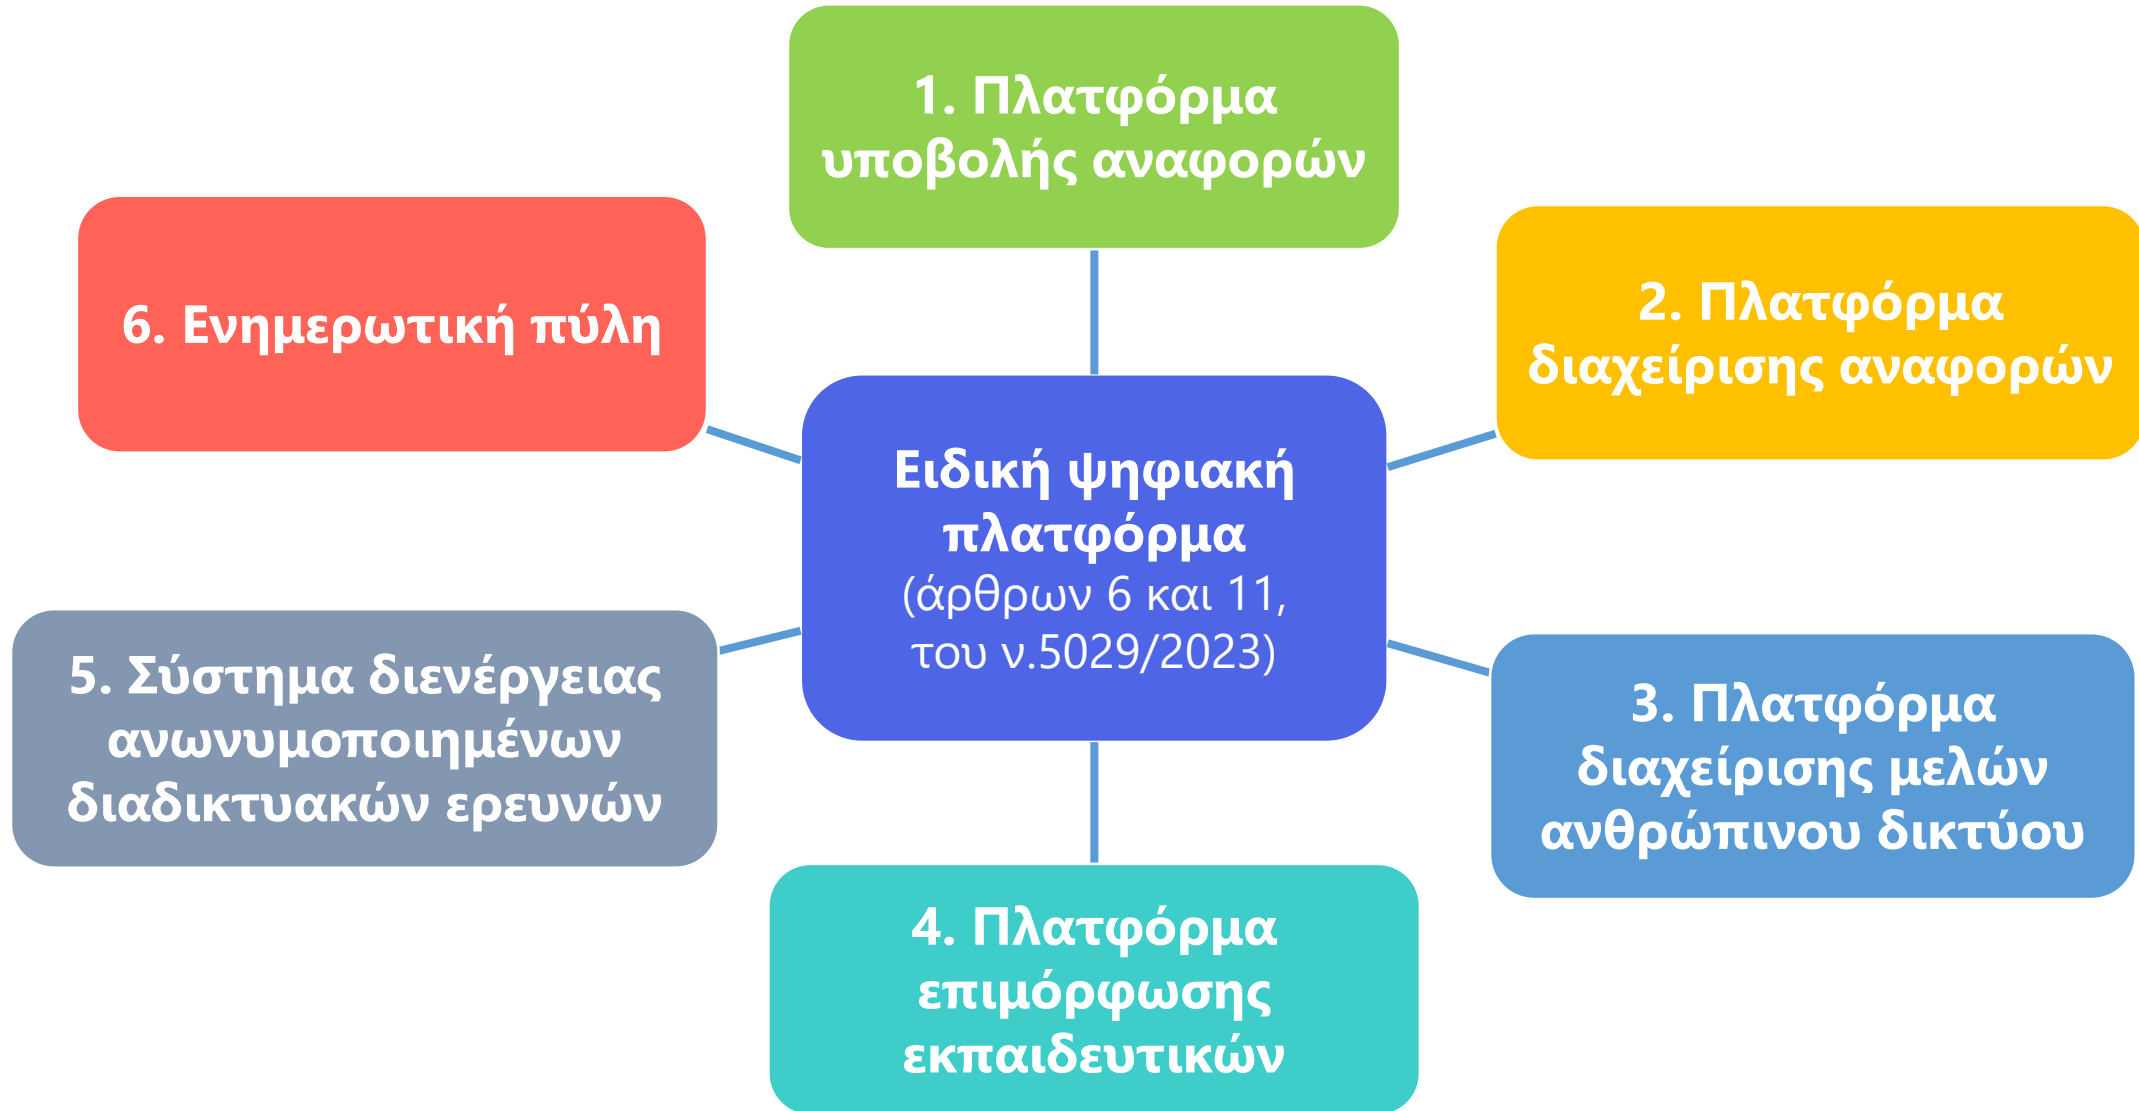 1. Πλατφόρμα
υποβολής αναφορών
2. Πλατφόρμα
διαχείρισης αναφορών
3. Πλατφόρμα
διαχείρισης μελών
ανθρώπινου δικτύου
4. Πλατφόρμα
επιμόρφωσης
εκπαιδευτικών
5. Σύστημα διενέργειας
ανωνυμοποιημένων
διαδικτυακών ερευνών
6. Ενημερωτική πύλη
Ειδική ψηφιακή
πλατφόρμα
(άρθρων 6 και 11,
του ν.5029/2023)